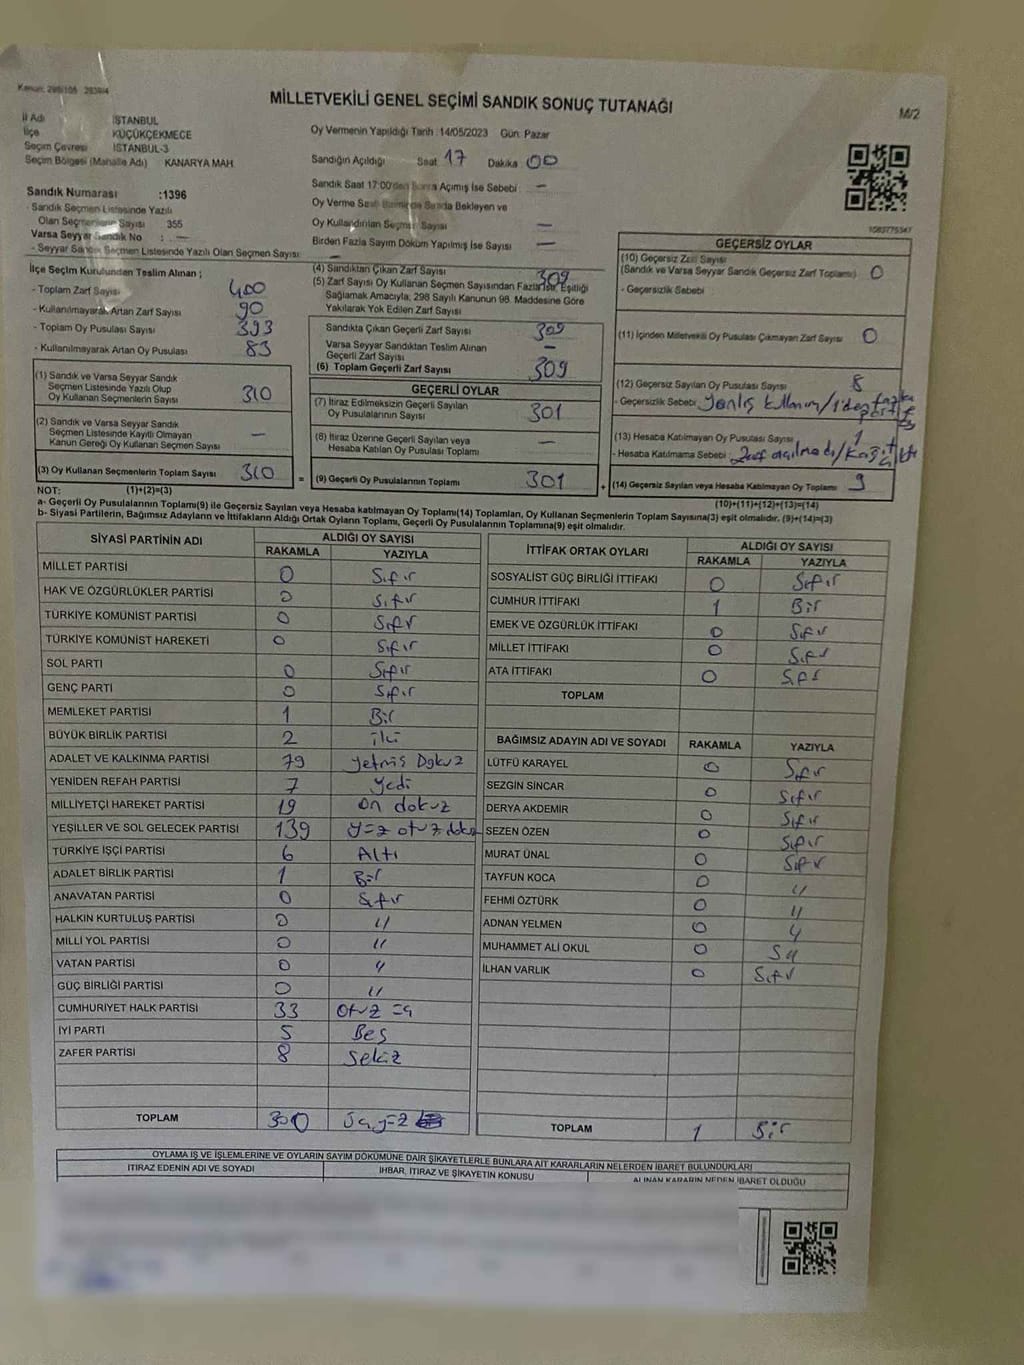 Kanun: 298/105 2839/4
MİLLETVEKİLİ GENEL SEÇİMİ SANDIK SONUÇ TUTANAĞI
M/2
İl Adı İSTANBUL
İlçe KÜÇÜKÇEKMECE
Seçim Çevresi İSTANBUL-3
Seçim Bölgesi (Mahalle Adı) KANARYA MAH.
Oy Vermenin Yapıldığı Tarih :14/05/2023 Gün: Pazar
Sandığın Açıldığı Saat 17 Dakika 00
Sandık Saat 17:00'den Sonra Açılmış İse Sebebi : —
Oy Verme Saati Bitiminde Sırada Bekleyen ve
Oy Kullandırılan Seçmen Sayısı —
Birden Fazla Sayım Döküm Yapılmış İse Sayısı —
Sandık Numarası :1396
- Sandık Seçmen Listesinde Yazılı
Olan Seçmenlerin Sayısı 355
Varsa Seyyar Sandık No : —
- Seyyar Sandık Seçmen Listesinde Yazılı Olan Seçmen Sayısı: —
İlçe Seçim Kurulundan Teslim Alınan ;
- Toplam Zarf Sayısı 400
- Kullanılmayarak Artan Zarf Sayısı 90
- Toplam Oy Pusulası Sayısı 393
- Kullanılmayarak Artan Oy Pusulası 83
(1) Sandık ve Varsa Seyyar Sandık
Seçmen Listesinde Yazılı Olup
Oy Kullanan Seçmenlerin Sayısı 310
(2) Sandık ve Varsa Seyyar Sandık
Seçmen Listesinde Kayıtlı Olmayan
Kanun Gereği Oy Kullanan Seçmen Sayısı —
(3) Oy Kullanan Seçmenlerin Toplam Sayısı 310
(4) Sandıktan Çıkan Zarf Sayısı 309
(5) Zarf Sayısı Oy Kullanan Seçmen Sayısından Fazla ise, Eşitliği
Sağlamak Amacıyla; 298 Sayılı Kanunun 98. Maddesine Göre
Yakılarak Yok Edilen Zarf Sayısı
Sandıkta Çıkan Geçerli Zarf Sayısı 309
Varsa Seyyar Sandıktan Teslim Alınan
Geçerli Zarf Sayısı —
(6) Toplam Geçerli Zarf Sayısı 309
GEÇERLİ OYLAR
(7) İtiraz Edilmeksizin Geçerli Sayılan
Oy Pusulalarının Sayısı 301
(8) İtiraz Üzerine Geçerli Sayılan veya
Hesaba Katılan Oy Pusulası Toplamı —
= (9) Geçerli Oy Pusulalarının Toplamı 301
1083775347
GEÇERSİZ OYLAR
(10) Geçersiz Zarf Sayısı
(Sandık ve Varsa Seyyar Sandık Geçersiz Zarf Toplamı) 0
- Geçersizlik Sebebi
(11) İçinden Milletvekili Oy Pusulası Çıkmayan Zarf Sayısı 0
(12) Geçersiz Sayılan Oy Pusulası Sayısı 8
- Geçersizlik Sebebi Yanlış kullanım/1'den fazla
(13) Hesaba Katılmayan Oy Pusulası Sayısı 1
- Hesaba Katılmama Sebebi : Zarf açılmadı/
+ (14) Geçersiz Sayılan veya Hesaba Katılmayan Oy Toplamı 9
NOT: (1)+(2)=(3)
(10)+(11)+(12)+(13)=(14)
a- Geçerli Oy Pusulalarının Toplamı(9) ile Geçersiz Sayılan veya Hesaba katılmayan Oy Toplamı(14) Toplamları, Oy Kullanan Seçmenlerin Toplam Sayısına(3) eşit olmalıdır. (9)+(14)=(3)
b- Siyasi Partilerin, Bağımsız Adayların ve İttifakların Aldığı Ortak Oyların Toplamı, Geçerli Oy Pusulalarının Toplamına(9) eşit olmalıdır.
SİYASİ PARTİNİN ADI ALDIĞI OY SAYISI
RAKAMLA YAZIYLA
MİLLET PARTİSİ 0 Sıfır
HAK VE ÖZGÜRLÜKLER PARTİSİ 0 Sıfır
TÜRKİYE KOMÜNİST PARTİSİ 0 Sıfır
TÜRKİYE KOMÜNİST HAREKETİ 0 Sıfır
SOL PARTİ 0 Sıfır
GENÇ PARTİ 0 Sıfır
MEMLEKET PARTİSİ 1 Bir
BÜYÜK BİRLİK PARTİSİ 2 iki
ADALET VE KALKINMA PARTİSİ 79 Yetmiş Dokuz
YENİDEN REFAH PARTİSİ 7 Yedi
MİLLİYETÇİ HAREKET PARTİSİ 19 On dokuz
YEŞİLLER VE SOL GELECEK PARTİSİ 139 Yüz otuz dokuz
TÜRKİYE İŞÇİ PARTİSİ 6 Altı
ADALET BİRLİK PARTİSİ 1 Bir
ANAVATAN PARTİSİ 0 Sıfır
HALKIN KURTULUŞ PARTİSİ 0 "
MİLLİ YOL PARTİSİ 0 "
VATAN PARTİSİ 0 "
GÜÇ BİRLİĞİ PARTİSİ 0 "
CUMHURİYET HALK PARTİSİ 33 Otuz üç
İYİ PARTİ 5 Beş
ZAFER PARTİSİ 8 Sekiz
TOPLAM 300 üçyüz
İTTİFAK ORTAK OYLARI ALDIĞI OY SAYISI
RAKAMLA YAZIYLA
SOSYALİST GÜÇ BİRLİĞİ İTTİFAKI 0 Sıfır
CUMHUR İTTİFAKI 1 Bir
EMEK VE ÖZGÜRLÜK İTTİFAKI 0 Sıfır
MİLLET İTTİFAKI 0 Sıfır
ATA İTTİFAKI 0 Sıfır
TOPLAM
BAĞIMSIZ ADAYIN ADI VE SOYADI RAKAMLA YAZIYLA
LÜTFÜ KARAYEL 0 Sıfır
SEZGİN SİNCAR 0 Sıfır
DERYA AKDEMİR 0 Sıfır
SEZEN ÖZEN 0 Sıfır
MURAT ÜNAL 0 Sıfır
TAYFUN KOCA 0 "
FEHMİ ÖZTÜRK 0 "
ADNAN YELMEN 0 "
MUHAMMET ALİ OKUL 0
İLHAN VARLIK 0 Sıfır
TOPLAM 1 Bir
OYLAMA İŞ VE İŞLEMLERİNE VE OYLARIN SAYIM DÖKÜMÜNE DAİR ŞİKAYETLERLE BUNLARA AİT KARARLARIN NELERDEN İBARET BULUNDUKLARI
İTİRAZ EDENİN ADI VE SOYADI İHBAR, İTİRAZ VE ŞİKAYETİN KONUSU ALINAN KARARIN NEDEN İBARET OLDUĞU